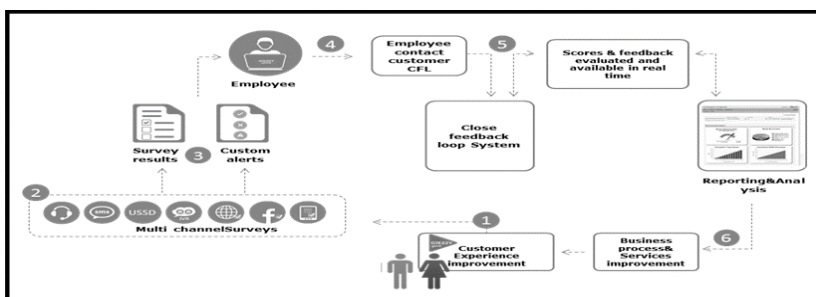 4
Employee
contact
customer
CFL
5
Scores & feedback
evaluated and
available in real
time
Employee
Close
feedback
loop System
Survey
results
3
Custom
alerts
Reporting&Anal
ysis
2
sms
USSD
Multi channelSurveys
1
Customer
Experience
improvement
Business
process&
Services
improvement
6